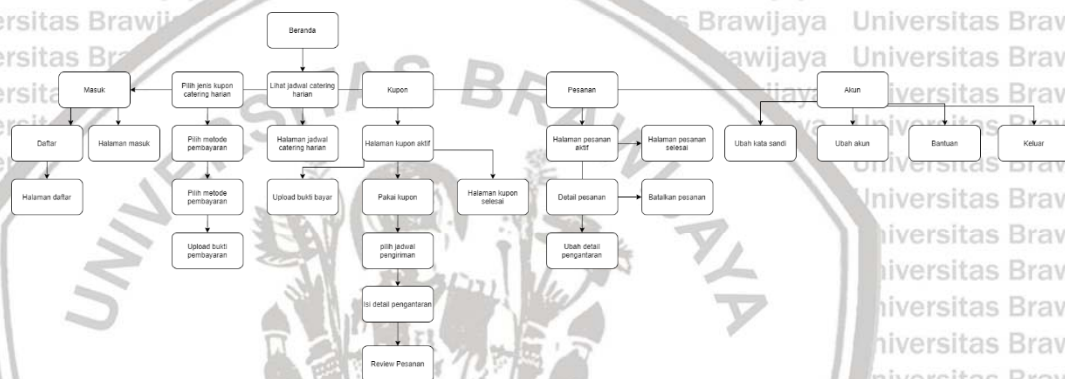 Beranda
Masuk
Pilih jenis kupon
catering harian
Lihat jadwal catering
harian
Kupon
Pesanan
Akun
Daftar
Halaman masuk
Pilih metode
pembayaran
Halaman jadwal
catering harian
Halaman kupon aktif
Halaman pesanan
aktif
Halaman pesanan
selesai
Ubah kata sandi
Ubah akun
Bantuan
Keluar
Halaman daftar
Pilih metode
pembayaran
Upload bukti bayar
Pakai kupon
Halaman kupon
selesai
Detail pesanan
Batalkan pesanan
Upload bukti
pembayaran
pilih jadwal
pengiriman
Ubah detail
pengantaran
Isi detail pengantaran
Review Pesanan
UNIVERSITAS BRAWIJAYA
Universitas Brawijaya